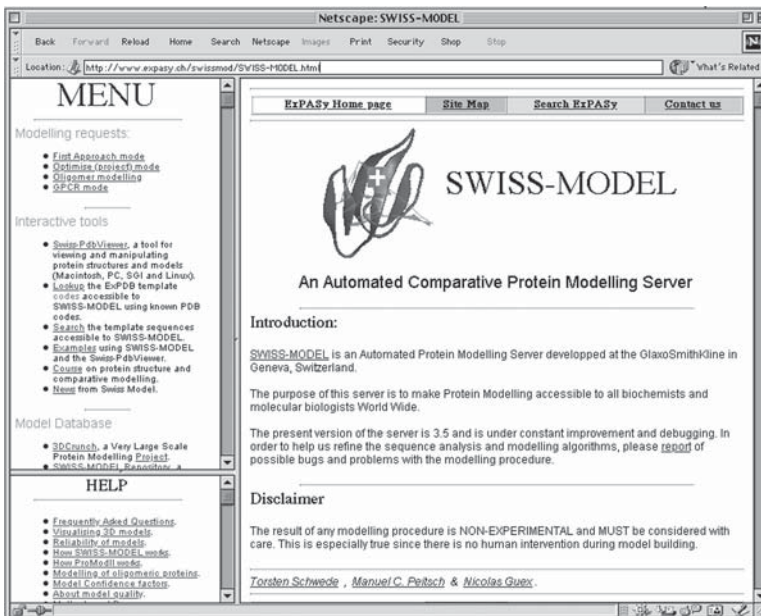 Netscape: SWISS-MODEL
Back Forward Reload Home Search Netscape Images Print Security Shop Stop
Location: http://www.expasy.ch/swissmod/SWISS-MODEL.html What's Related
MENU
Modelling requests:
First Approach mode
Optimise (project) mode
Oligomer modelling
GPCR mode
Interactive tools
Swiss-PdbViewer, a tool for
viewing and manipulating
protein structures and models
(Macintosh, PC, SGI and Linux).
Lookup the ExPDB template
codes accessible to
SWISS-MODEL using known PDB
codes.
Search the template sequences
accessible to SWISS-MODEL.
Examples using SWISS-MODEL
and the Swiss-PdbViewer.
Course on protein structure and
comparative modelling.
News from Swiss Model.
Model Database
3DCrunch, a Very Large Scale
Protein Modelling Project.
SWISS-MODEL Repository, a
HELP
Frequently Asked Questions.
Visualising 3D models.
Reliability of models.
How SWISS-MODEL works.
How ProModII works.
Modelling of oligomeric proteins.
Model Confidence factors.
About model quality.
ExPASy Home page Site Map Search ExPASy Contact us
SWISS-MODEL
An Automated Comparative Protein Modelling Server
Introduction:
SWISS-MODEL is an Automated Protein Modelling Server developped at the GlaxoSmithKline in
Geneva, Switzerland.
The purpose of this server is to make Protein Modelling accessible to all biochemists and
molecular biologists World Wide.
The present version of the server is 3.5 and is under constant improvement and debugging. In
order to help us refine the sequence analysis and modelling algorithms, please report of
possible bugs and problems with the modelling procedure.
Disclaimer
The result of any modelling procedure is NON-EXPERIMENTAL and MUST be considered with
care. This is especially true since there is no human intervention during model building.
Torsten Schwede , Manuel C. Peitsch & Nicolas Guex .